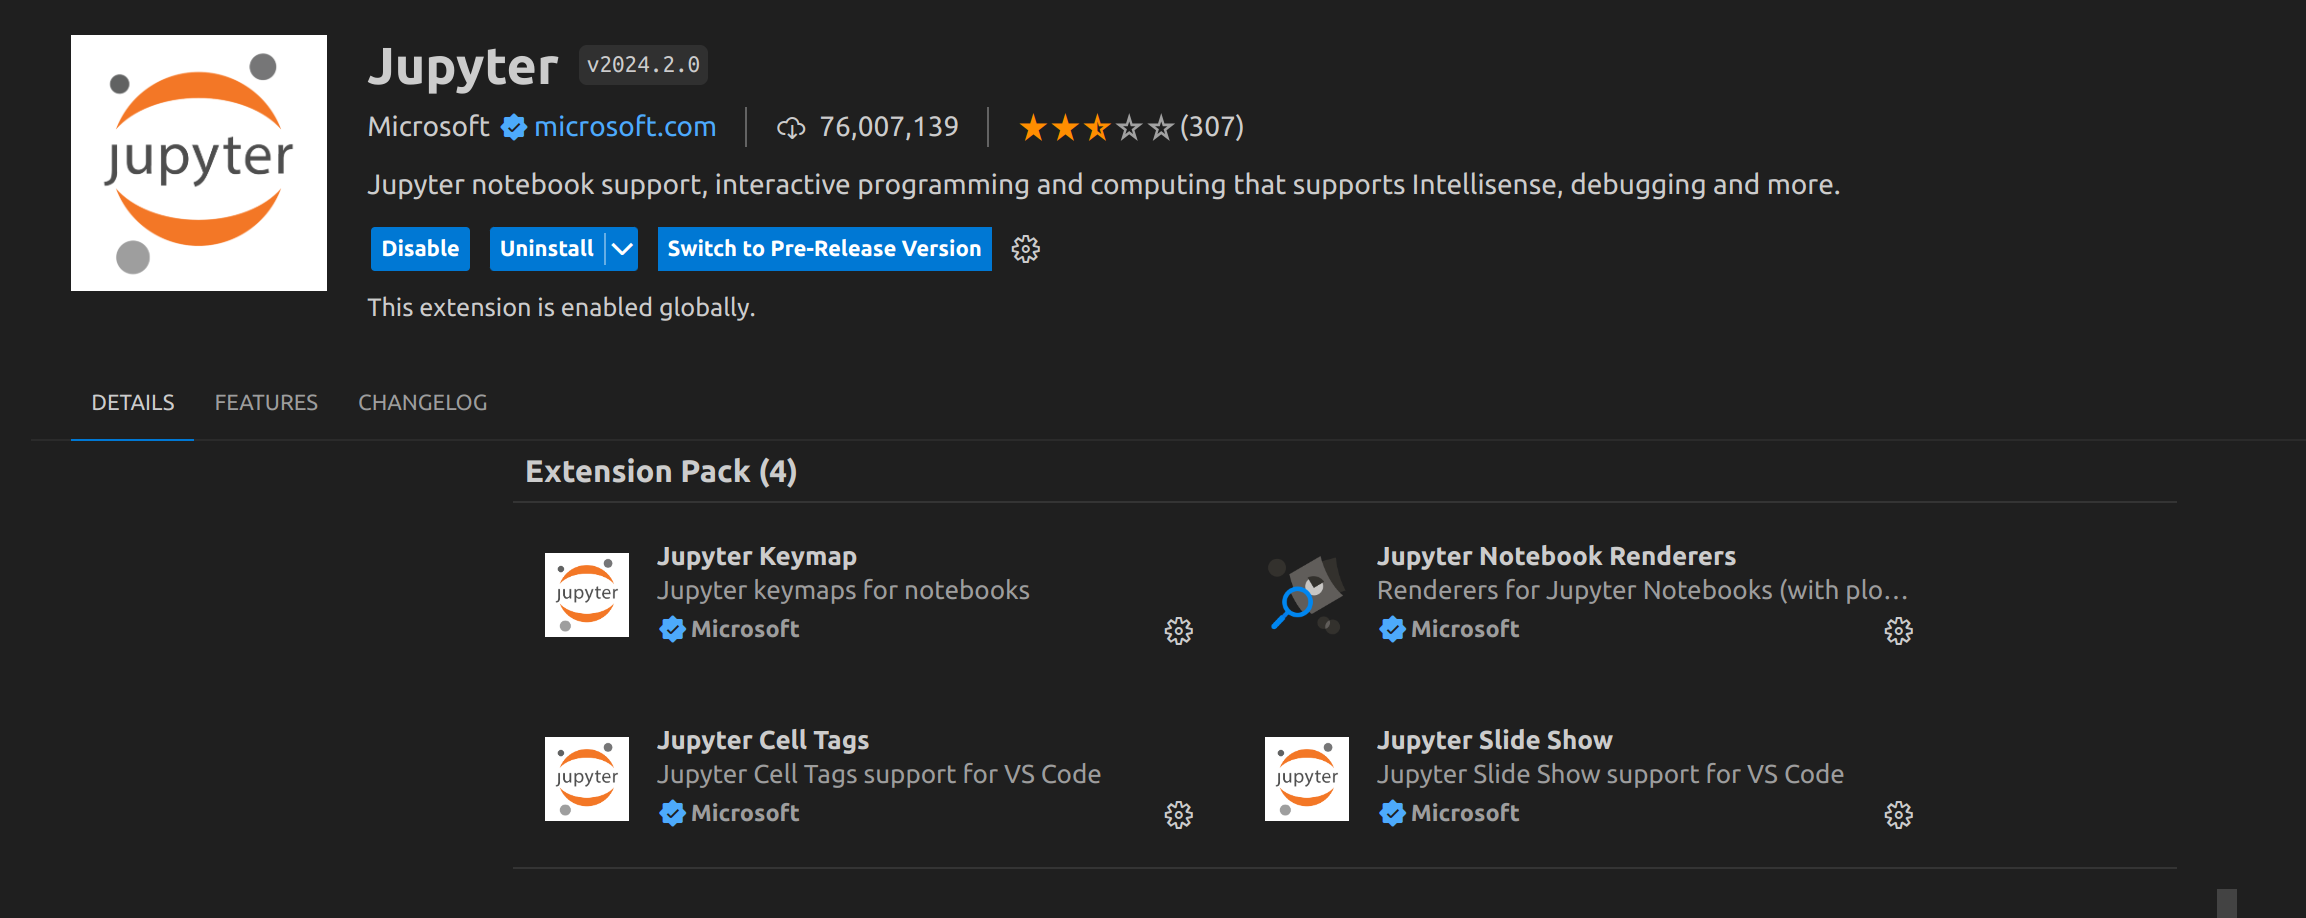 jupyter
Jupyter v2024.2.0
Microsoft microsoft.com 76,007,139 (307)
Jupyter notebook support, interactive programming and computing that supports Intellisense, debugging and more.
Disable Uninstall Switch to Pre-Release Version
This extension is enabled globally.
DETAILS FEATURES CHANGELOG
Extension Pack (4)
jupyter
Jupyter Keymap
Jupyter keymaps for notebooks
Microsoft
Jupyter Notebook Renderers
Renderers for Jupyter Notebooks (with plo...
Microsoft
jupyter
Jupyter Cell Tags
Jupyter Cell Tags support for VS Code
Microsoft
jupyter
Jupyter Slide Show
Jupyter Slide Show support for VS Code
Microsoft